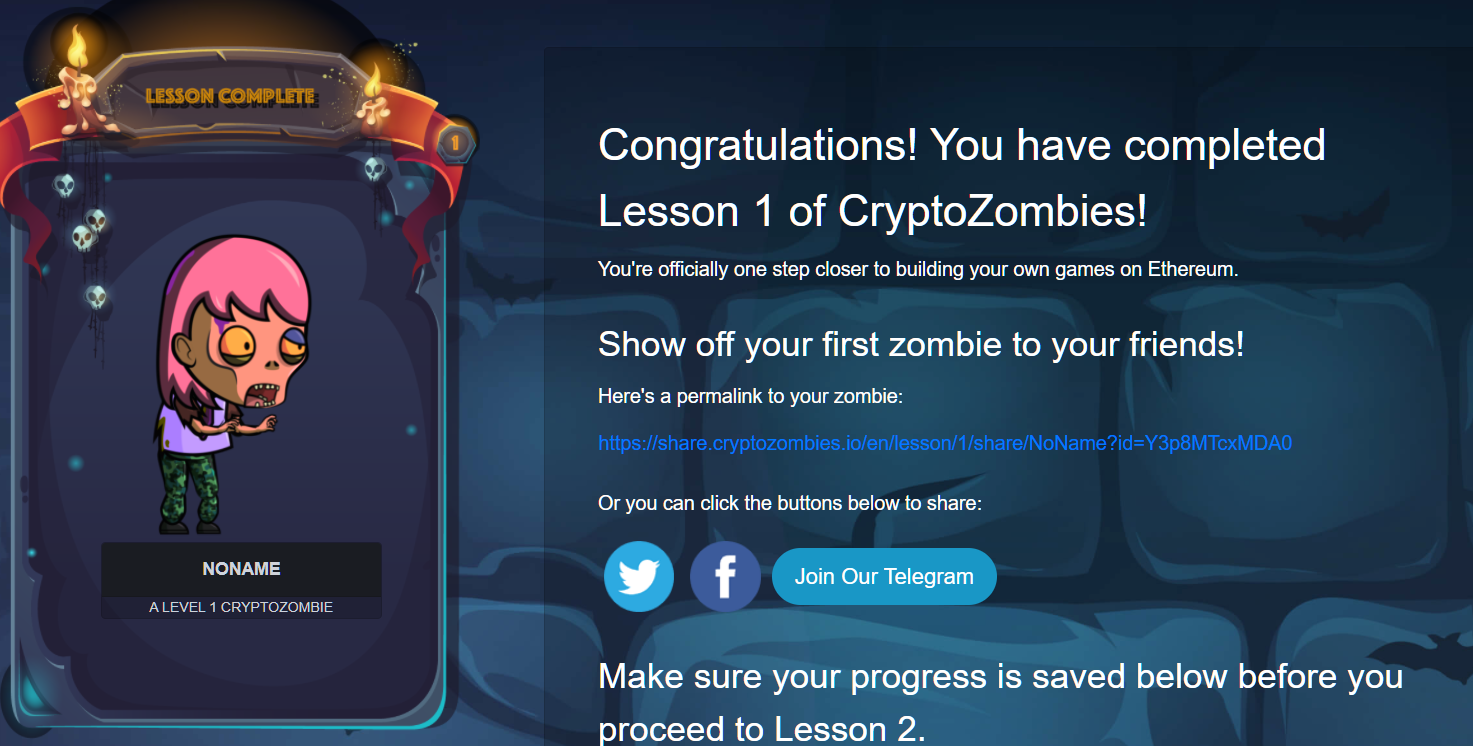 LESSON COMPLETE
1
NONAME
A LEVEL 1 CRYPTOZOMBIE
Congratulations! You have completed
Lesson 1 of CryptoZombies!
You're officially one step closer to building your own games on Ethereum.
Show off your first zombie to your friends!
Here's a permalink to your zombie:
https://share.cryptozombies.io/en/lesson/1/share/NoName?id=Y3p8MTcxMDA0
Or you can click the buttons below to share:
Join Our Telegram
Make sure your progress is saved below before you
proceed to Lesson 2.